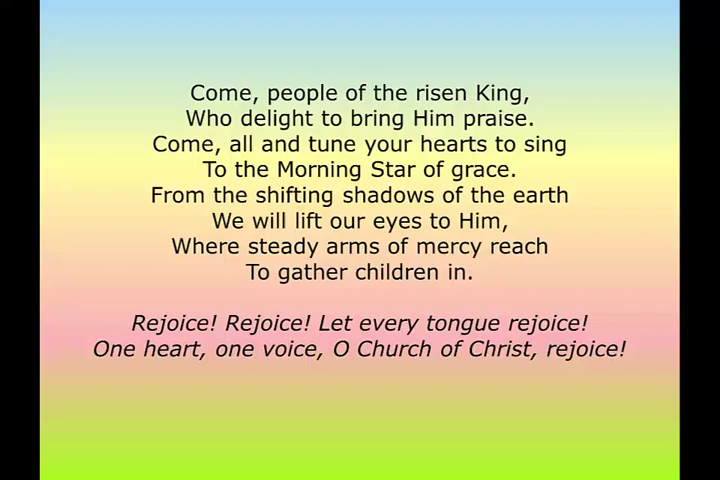 Come, people of the risen King,
Who delight to bring Him praise.
Come, all and tune your hearts to sing
To the Morning Star of grace.
From the shifting shadows of the earth
We will lift our eyes to Him,
Where steady arms of mercy reach
To gather children in.
Rejoice! Rejoice! Let every tongue rejoice!
One heart, one voice, O Church of Christ, rejoice!